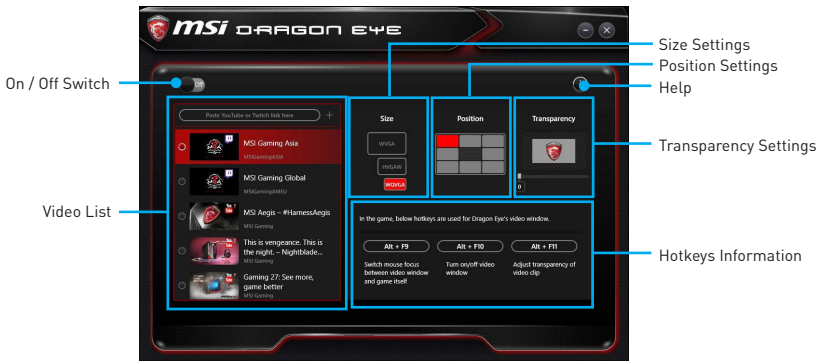 msi DRAGON EYE
Size Settings
Position Settings
On / Off Switch
Off
Help
Paste YouTube or Twitch link here +
Size
Position
Transparency
MSI Gaming Asia
MSIGamingASIA
WVGA
HVGAW
WQVGA
Transparency Settings
0
MSI Gaming Global
MSIGamingAMEU
Video List
MSI Aegis – #HarnessAegis
MSI Gaming
In the game, below hotkeys are used for Dragon Eye's video window.
This is vengeance. This is
the night. – Nightblade...
MSI Gaming
Alt + F9
Alt + F10
Alt + F11
Hotkeys Information
Switch mouse focus
between video window
and game itself
Turn on/off video
window
Adjust transparency of
video clip
Gaming 27: See more,
game better
MSI Gaming